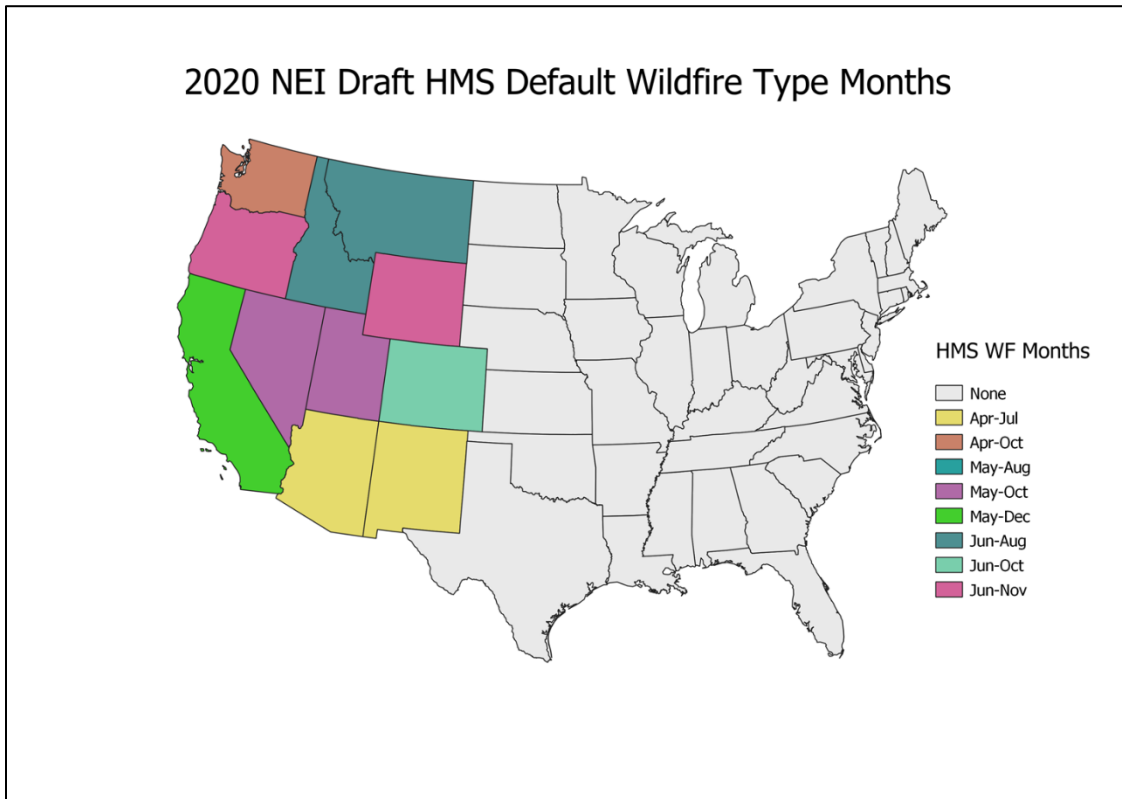 2020 NEI Draft HMS Default Wildfire Type Months
HMS WF Months
None
Apr-Jul
Apr-Oct
May-Aug
May-Oct
May-Dec
Jun-Aug
Jun-Oct
Jun-Nov